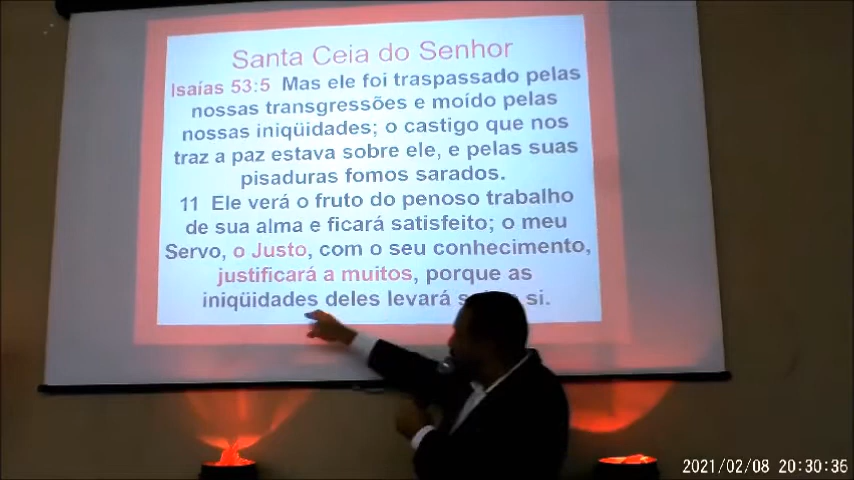 Santa Ceia do Senhor
Isaías 53:5 Mas ele foi traspassado pelas
nossas transgressões e moído pelas
nossas iniqüidades; o castigo que nos
traz a paz estava sobre ele, e pelas suas
pisaduras fomos sarados.
11 Ele verá o fruto do penoso trabalho
de sua alma e ficará satisfeito; o meu
Servo, o Justo, com o seu conhecimento,
justificará a muitos, porque as
iniqüidades deles levará si.
2021/02/08 20:30:36